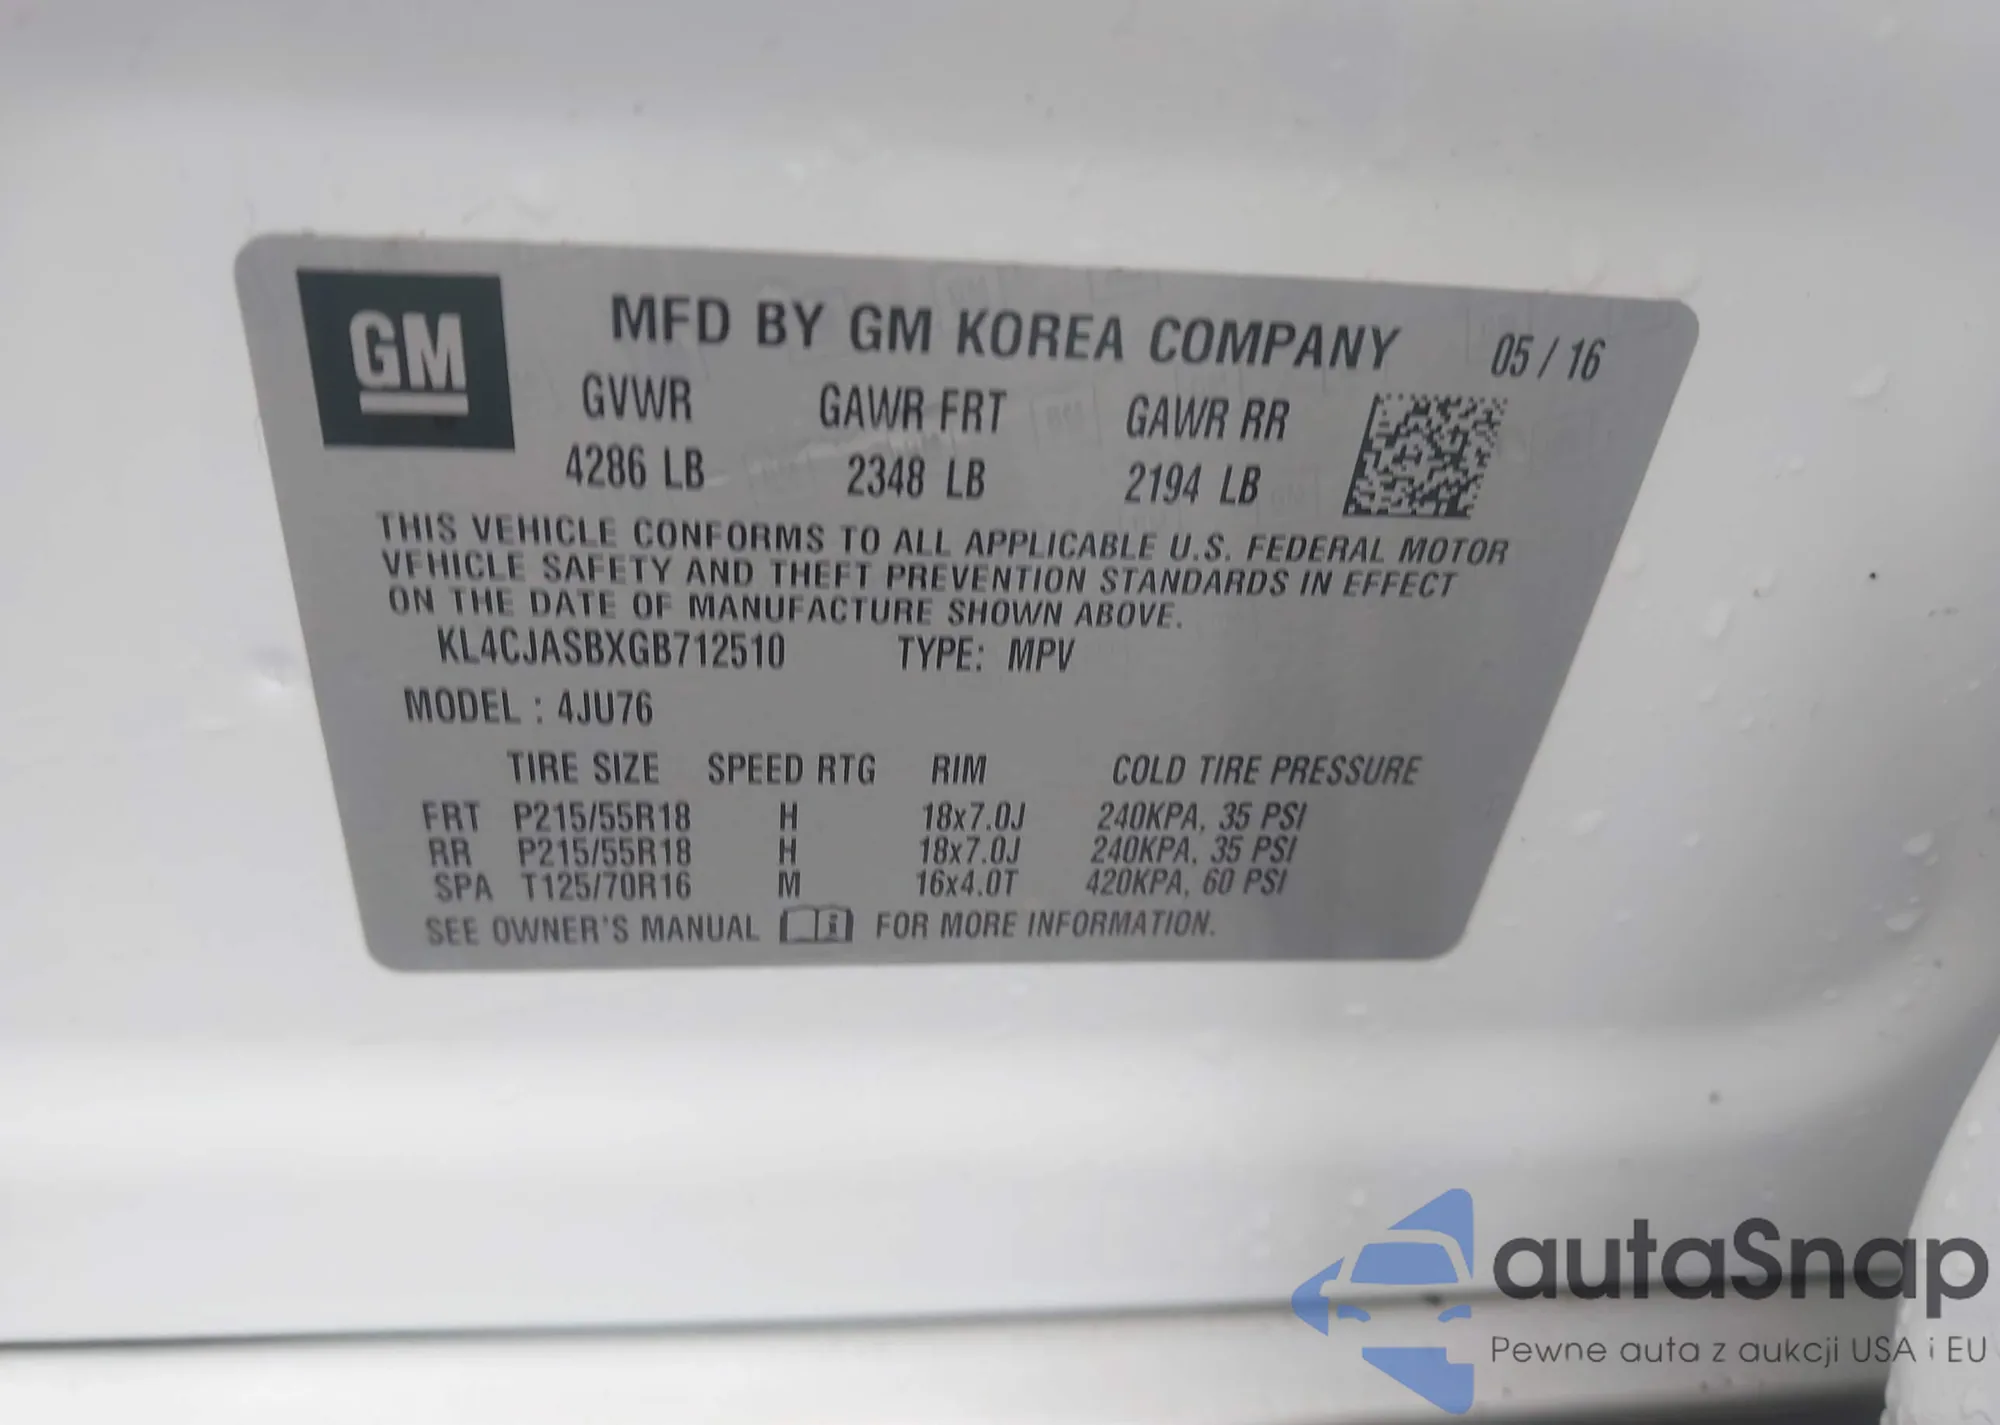 GM
MFD BY GM KOREA COMPANY 05 / 16
GVWR GAWR FRT GAWR RR
4286 LB 2348 LB 2194 LB
THIS VEHICLE CONFORMS TO ALL APPLICABLE U.S. FEDERAL MOTOR
VEHICLE SAFETY AND THEFT PREVENTION STANDARDS IN EFFECT
ON THE DATE OF MANUFACTURE SHOWN ABOVE.
KL4CJASBXGB712510 TYPE: MPV
MODEL : 4JU76
TIRE SIZE SPEED RTG RIM COLD TIRE PRESSURE
FRT P215/55R18 H 18x7.0J 240KPA, 35 PSI
RR P215/55R18 H 18x7.0J 240KPA, 35 PSI
SPA T125/70R16 M 16x4.0T 420KPA, 60 PSI
SEE OWNER'S MANUAL i FOR MORE INFORMATION.
autaSnap
Pewne auta z aukcji USA i EU